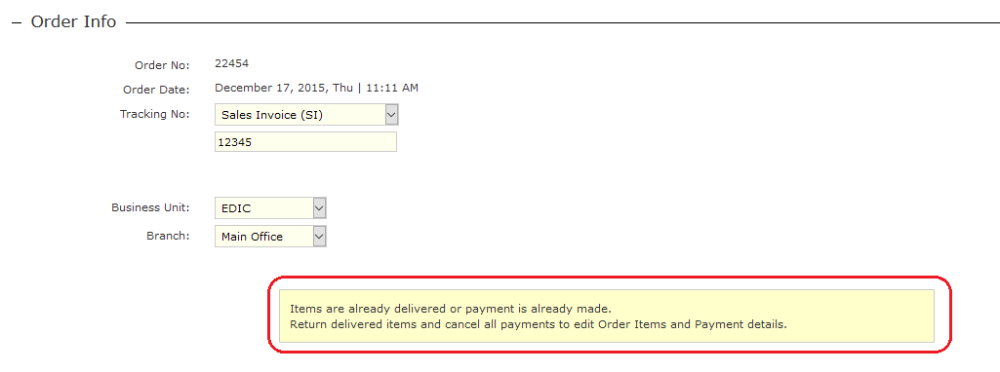 Order Info
Order No: 22454
Order Date: December 17, 2015, Thu | 11:11 AM
Tracking No: Sales Invoice (SI)
12345
Business Unit: EDIC
Branch: Main Office
Items are already delivered or payment is already made.
Return delivered items and cancel all payments to edit Order Items and Payment details.